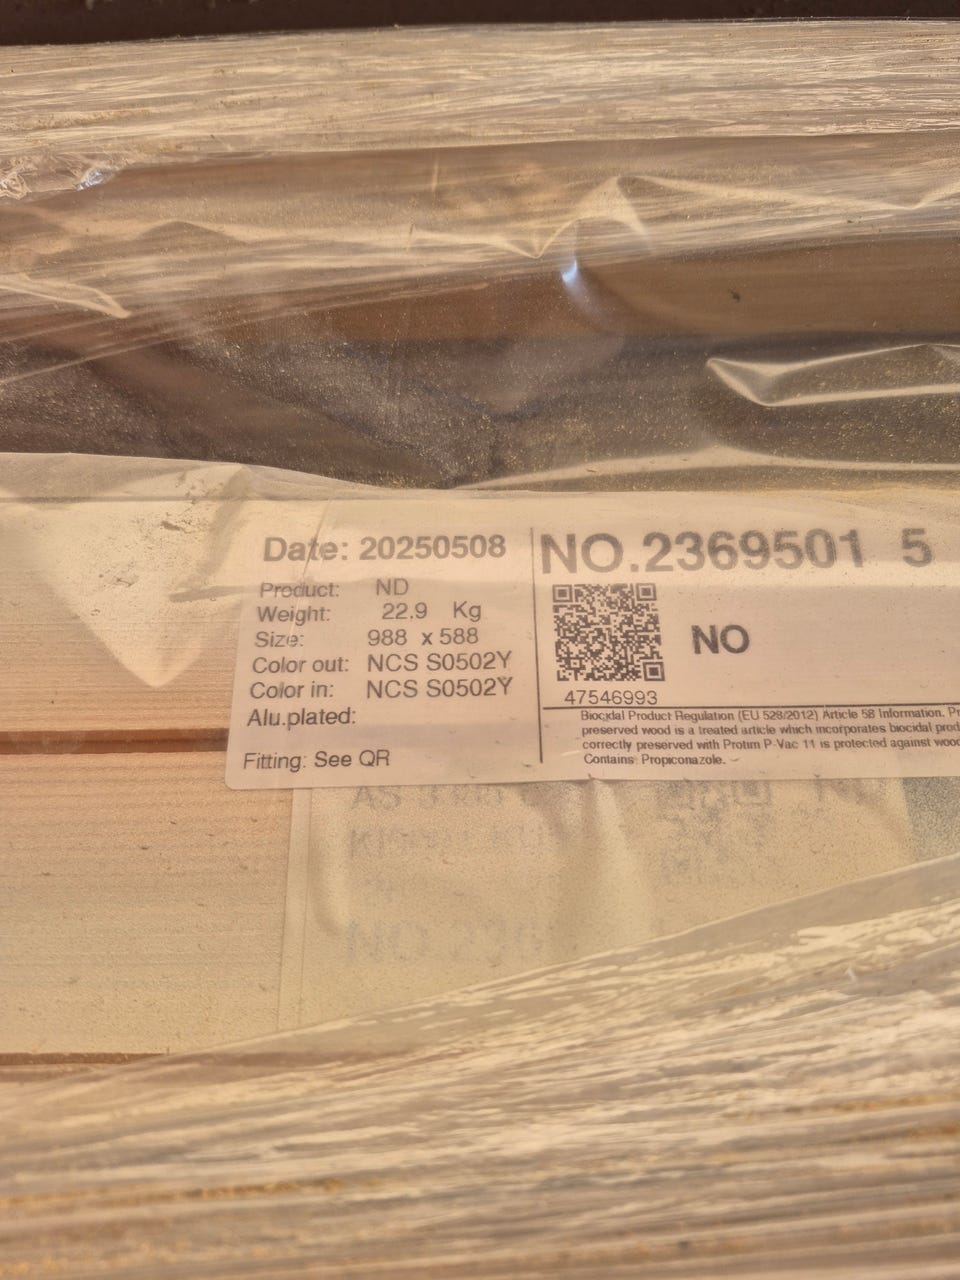 Date: 20250508
Product: ND
Weight: 22.9 Kg
Size: 988 x 588
Color out: NCS S0502Y
Color in: NCS S0502Y
Alu.plated:
Fitting: See QR
NO.2369501 5
NO
47546993
Biocidal Product Regulation (EU 528/2012) Article 58 Information.
preserved wood is a treated article which incorporates biocidal
correctly preserved with Protim P-Vac 11 is protected against
Contains: Propiconazole.